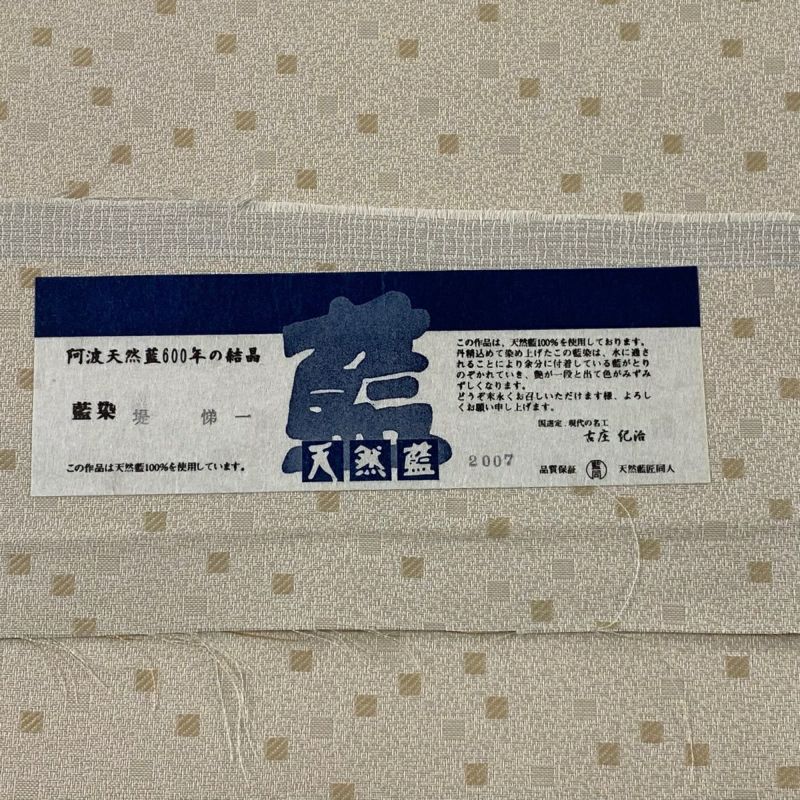 阿波天然藍600年の結晶
藍染 堤 悌一
この作品は天然藍100%を使用しています。
藍
天然藍
この作品は、天然藍100%を使用しております。
丹精込めて染め上げたこの藍染は、水に通さ
れることにより余分に付着している藍がとり
のぞかれていき、艶が一段と出て色がみずみ
ずしくなります。
どうぞ末永くお召しいただけます様、よろし
くお願い申し上げます。
国選定.現代の名工
古庄 紀治
2007
品質保証 藍同 天然藍匠同人